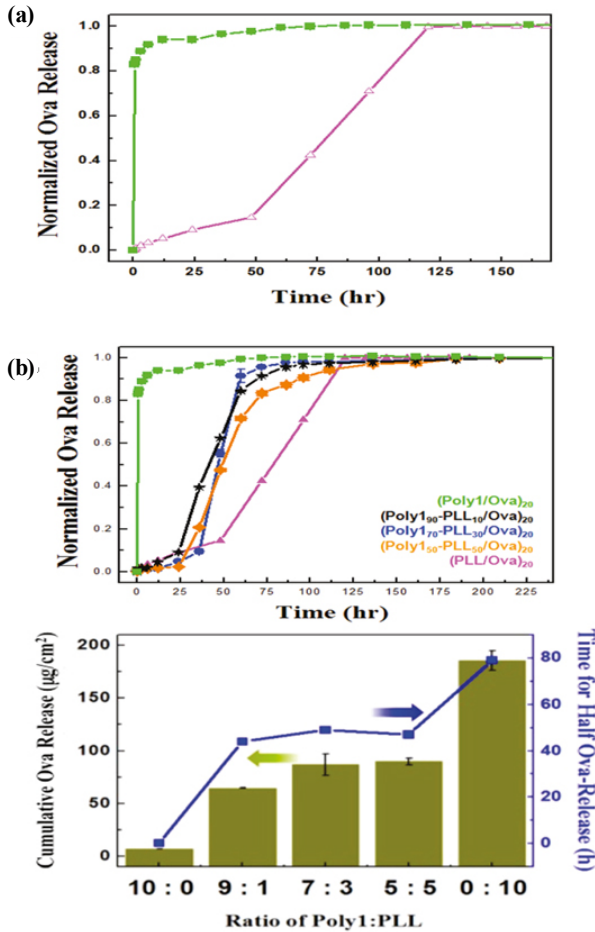 (a)
Normalized Ova Release
1.0
0.8
0.6
0.4
0.2
0.0
0 25 50 75 100 125 150
Time (hr)
(b)
Normalized Ova Release
1.0
0.8
0.6
0.4
0.2
0.0
(Poly1/Ova)₂₀
(Poly1₉₀-PLL₁₀/Ova)₂₀
(Poly1₇₀-PLL₃₀/Ova)₂₀
(Poly1₅₀-PLL₅₀/Ova)₂₀
(PLL/Ova)₂₀
0 25 50 75 100 125 150 175 210 225
Time (hr)
Cumulative Ova Release (µg/cm²)
200
150
100
50
0
80
60
40
20
0
Time for Half Ova-Release (h)
10 : 0 9 : 1 7 : 3 5 : 5 0 : 10
Ratio of Poly1:PLL